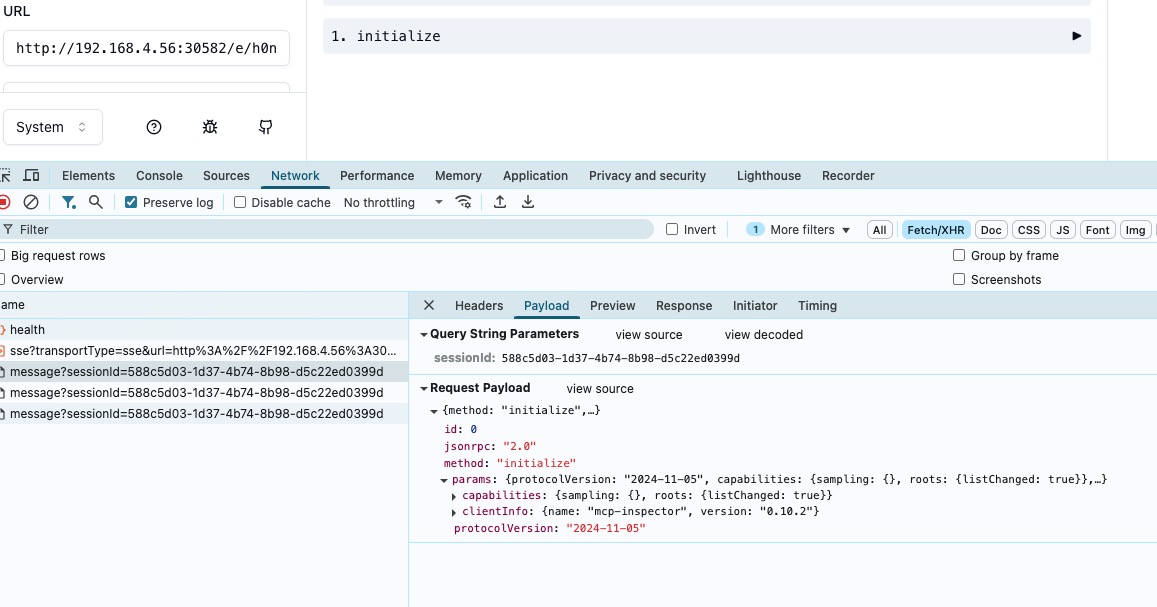 URL
http://192.168.4.56:30582/e/h0n
1. initialize
System
Elements Console Sources Network Performance Memory Application Privacy and security Lighthouse Recorder
Preserve log Disable cache No throttling
Filter Invert 1 More filters All Fetch/XHR Doc CSS JS Font Img
Big request rows Group by frame
Overview Screenshots
ame Headers Payload Preview Response Initiator Timing
health
sse?transportType=sse&url=http%3A%2F%2F192.168.4.56%3A30...
message?sessionId=588c5d03-1d37-4b74-8b98-d5c22ed0399d
message?sessionId=588c5d03-1d37-4b74-8b98-d5c22ed0399d
message?sessionId=588c5d03-1d37-4b74-8b98-d5c22ed0399d
Query String Parameters view source view decoded
sessionId: 588c5d03-1d37-4b74-8b98-d5c22ed0399d
Request Payload view source
{method: "initialize",…}
id: 0
jsonrpc: "2.0"
method: "initialize"
params: {protocolVersion: "2024-11-05", capabilities: {sampling: {}, roots: {listChanged: true}},…}
capabilities: {sampling: {}, roots: {listChanged: true}}
clientInfo: {name: "mcp-inspector", version: "0.10.2"}
protocolVersion: "2024-11-05"